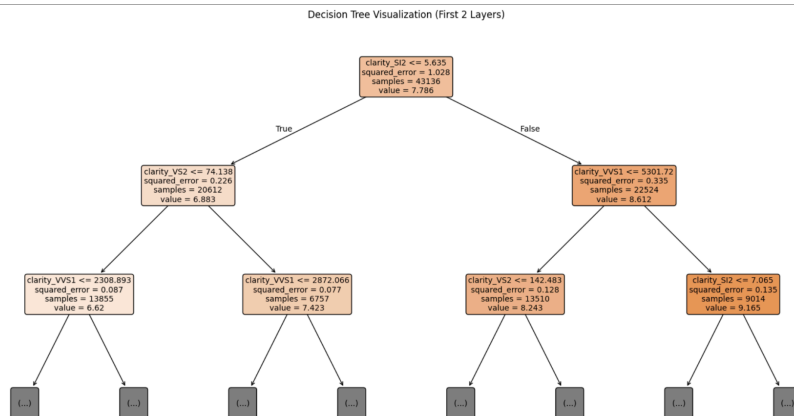 Decision Tree Visualization (First 2 Layers)
clarity_SI2 <= 5.635
squared_error = 1.028
samples = 43136
value = 7.786
True
False
clarity_VS2 <= 74.138
squared_error = 0.226
samples = 20612
value = 6.883
clarity_VVS1 <= 5301.72
squared_error = 0.335
samples = 22524
value = 8.612
clarity_VVS1 <= 2308.893
squared_error = 0.087
samples = 13855
value = 6.62
clarity_VVS1 <= 2872.066
squared_error = 0.077
samples = 6757
value = 7.423
clarity_VS2 <= 142.483
squared_error = 0.128
samples = 13510
value = 8.243
clarity_SI2 <= 7.065
squared_error = 0.135
samples = 9014
value = 9.165
(...)
(...)
(...)
(...)
(...)
(...)
(...)
(...)